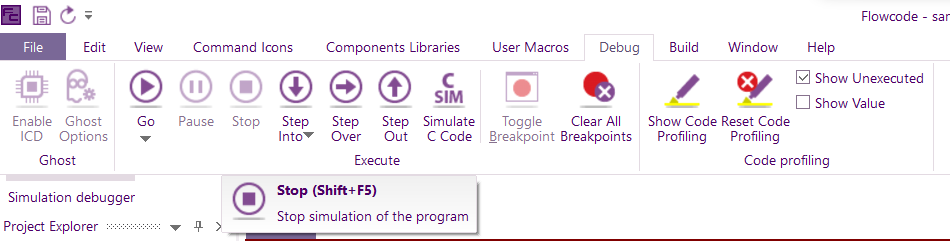 FC
Flowcode - sar
File Edit View Command Icons Components Libraries User Macros Debug Build Window Help
Enable ICD
Ghost Options
Go
Pause
Stop
Step Into
Step Over
Step Out
C SIM
Simulate C Code
Toggle Breakpoint
Clear All Breakpoints
Show Code Profiling
Reset Code Profiling
Show Unexecuted
Show Value
Ghost
Execute
Code profiling
Simulation debugger
Stop (Shift+F5)
Stop simulation of the program
Project Explorer